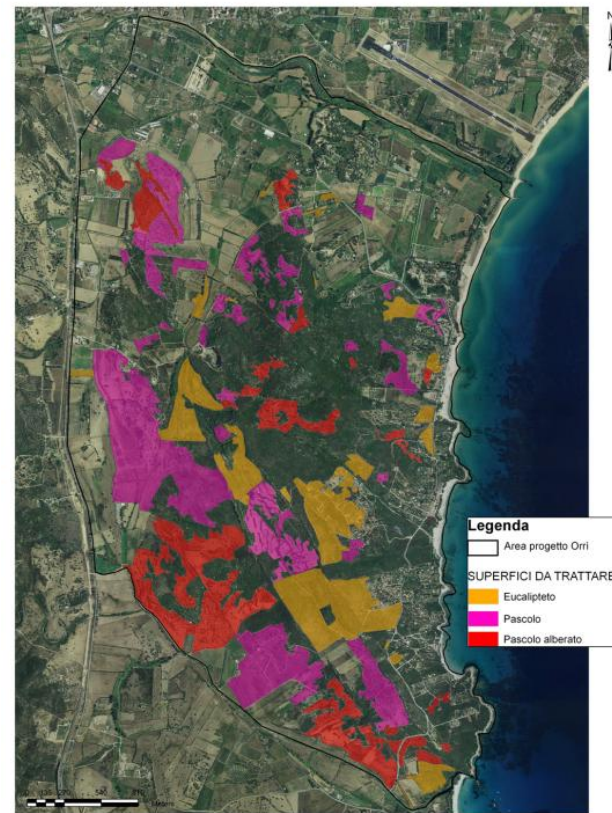 N
Legenda
Area progetto Orri
SUPERFICI DA TRATTARE
Eucalipteto
Pascolo
Pascolo alberato